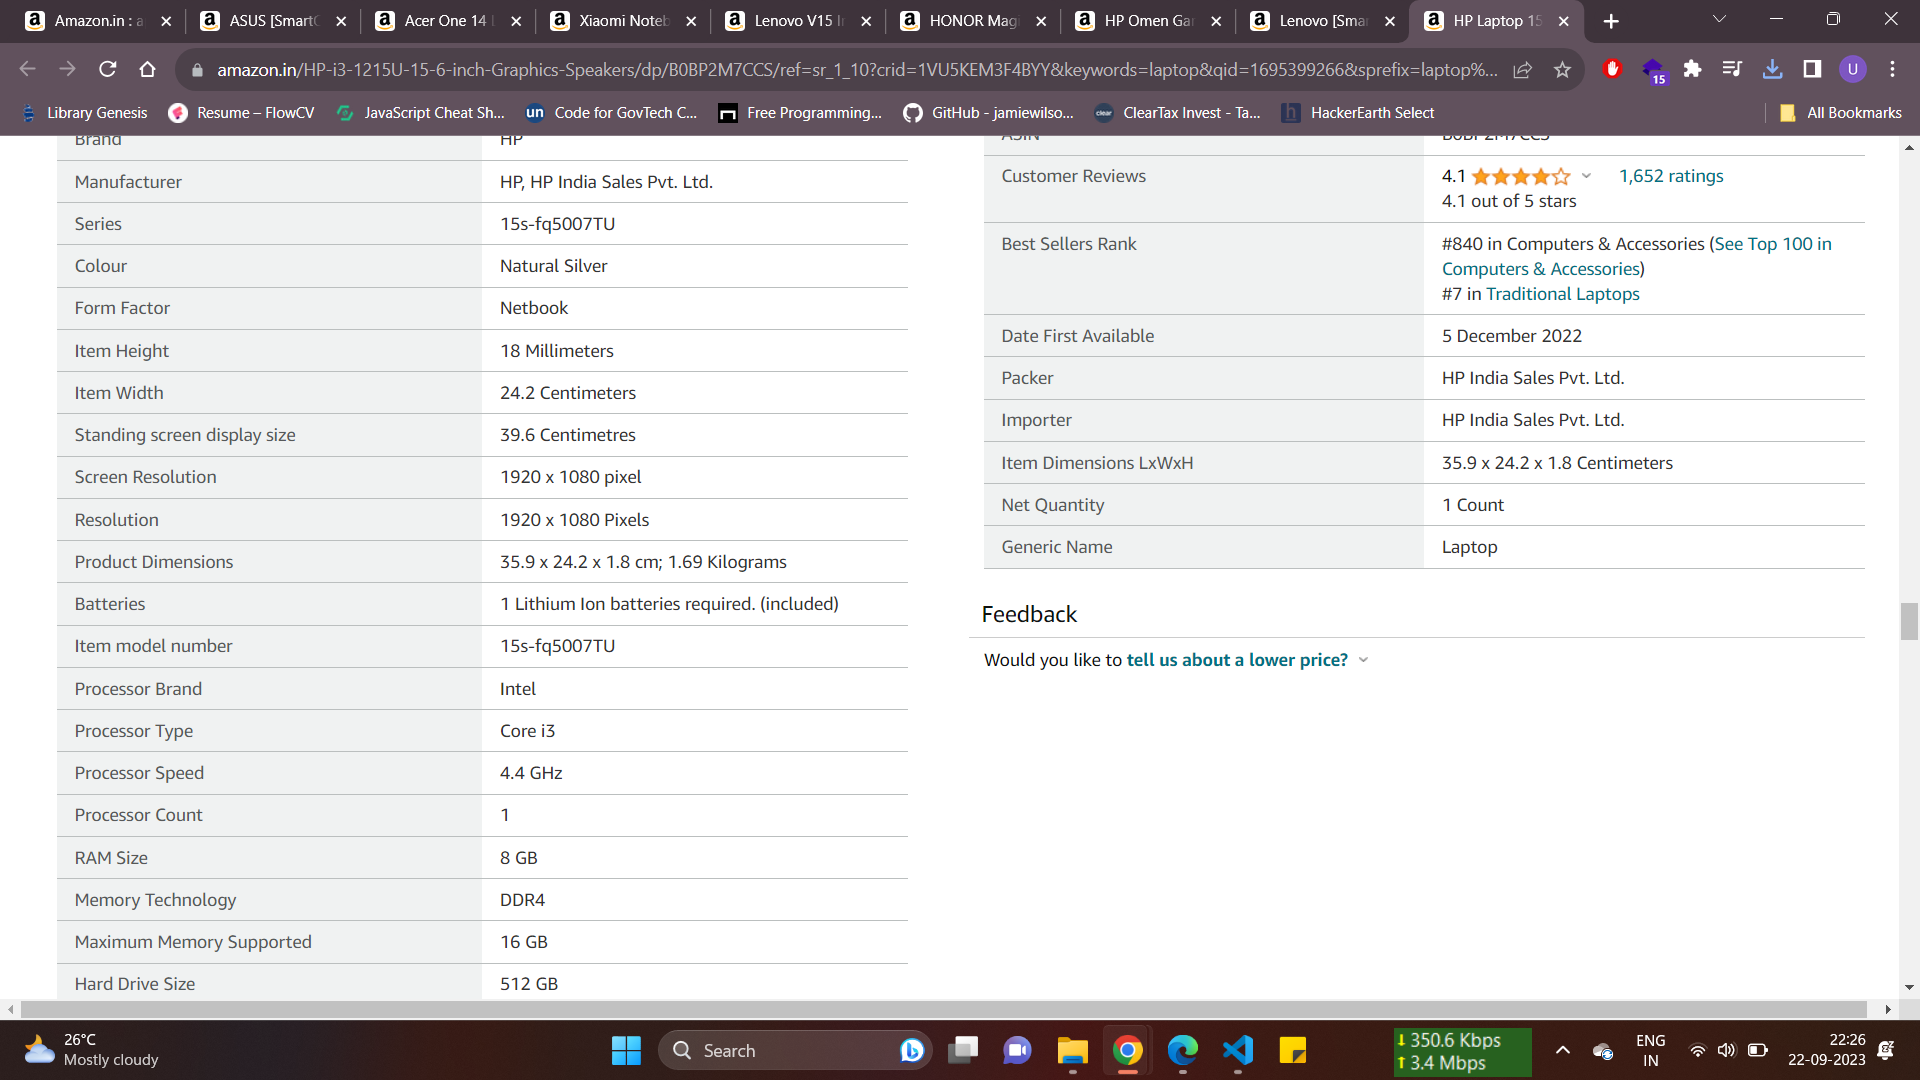 Amazon.in : a
ASUS [SmartC
Acer One 14 L
Xiaomi Noteb
Lenovo V15 In
HONOR Magi
HP Omen Gar
Lenovo [Smar
HP Laptop 15
amazon.in/HP-i3-1215U-15-6-inch-Graphics-Speakers/dp/B0BP2M7CCS/ref=sr_1_10?crid=1VU5KEM3F4BYY&keywords=laptop&qid=1695399266&sprefix=laptop%...
15
U
Library Genesis
Resume – FlowCV
JavaScript Cheat Sh...
un Code for GovTech C...
Free Programming...
GitHub - jamiewilso...
clear ClearTax Invest - Ta...
h HackerEarth Select
All Bookmarks
Brand HP
Manufacturer HP, HP India Sales Pvt. Ltd.
Series 15s-fq5007TU
Colour Natural Silver
Form Factor Netbook
Item Height 18 Millimeters
Item Width 24.2 Centimeters
Standing screen display size 39.6 Centimetres
Screen Resolution 1920 x 1080 pixel
Resolution 1920 x 1080 Pixels
Product Dimensions 35.9 x 24.2 x 1.8 cm; 1.69 Kilograms
Batteries 1 Lithium Ion batteries required. (included)
Item model number 15s-fq5007TU
Processor Brand Intel
Processor Type Core i3
Processor Speed 4.4 GHz
Processor Count 1
RAM Size 8 GB
Memory Technology DDR4
Maximum Memory Supported 16 GB
Hard Drive Size 512 GB
ASIN B0BP2M7CCS
Customer Reviews 4.1 1,652 ratings
4.1 out of 5 stars
Best Sellers Rank #840 in Computers & Accessories (See Top 100 in
Computers & Accessories)
#7 in Traditional Laptops
Date First Available 5 December 2022
Packer HP India Sales Pvt. Ltd.
Importer HP India Sales Pvt. Ltd.
Item Dimensions LxWxH 35.9 x 24.2 x 1.8 Centimeters
Net Quantity 1 Count
Generic Name Laptop
Feedback
Would you like to tell us about a lower price?
26°C
Mostly cloudy
Search
350.6 Kbps
3.4 Mbps
ENG
IN
22:26
22-09-2023